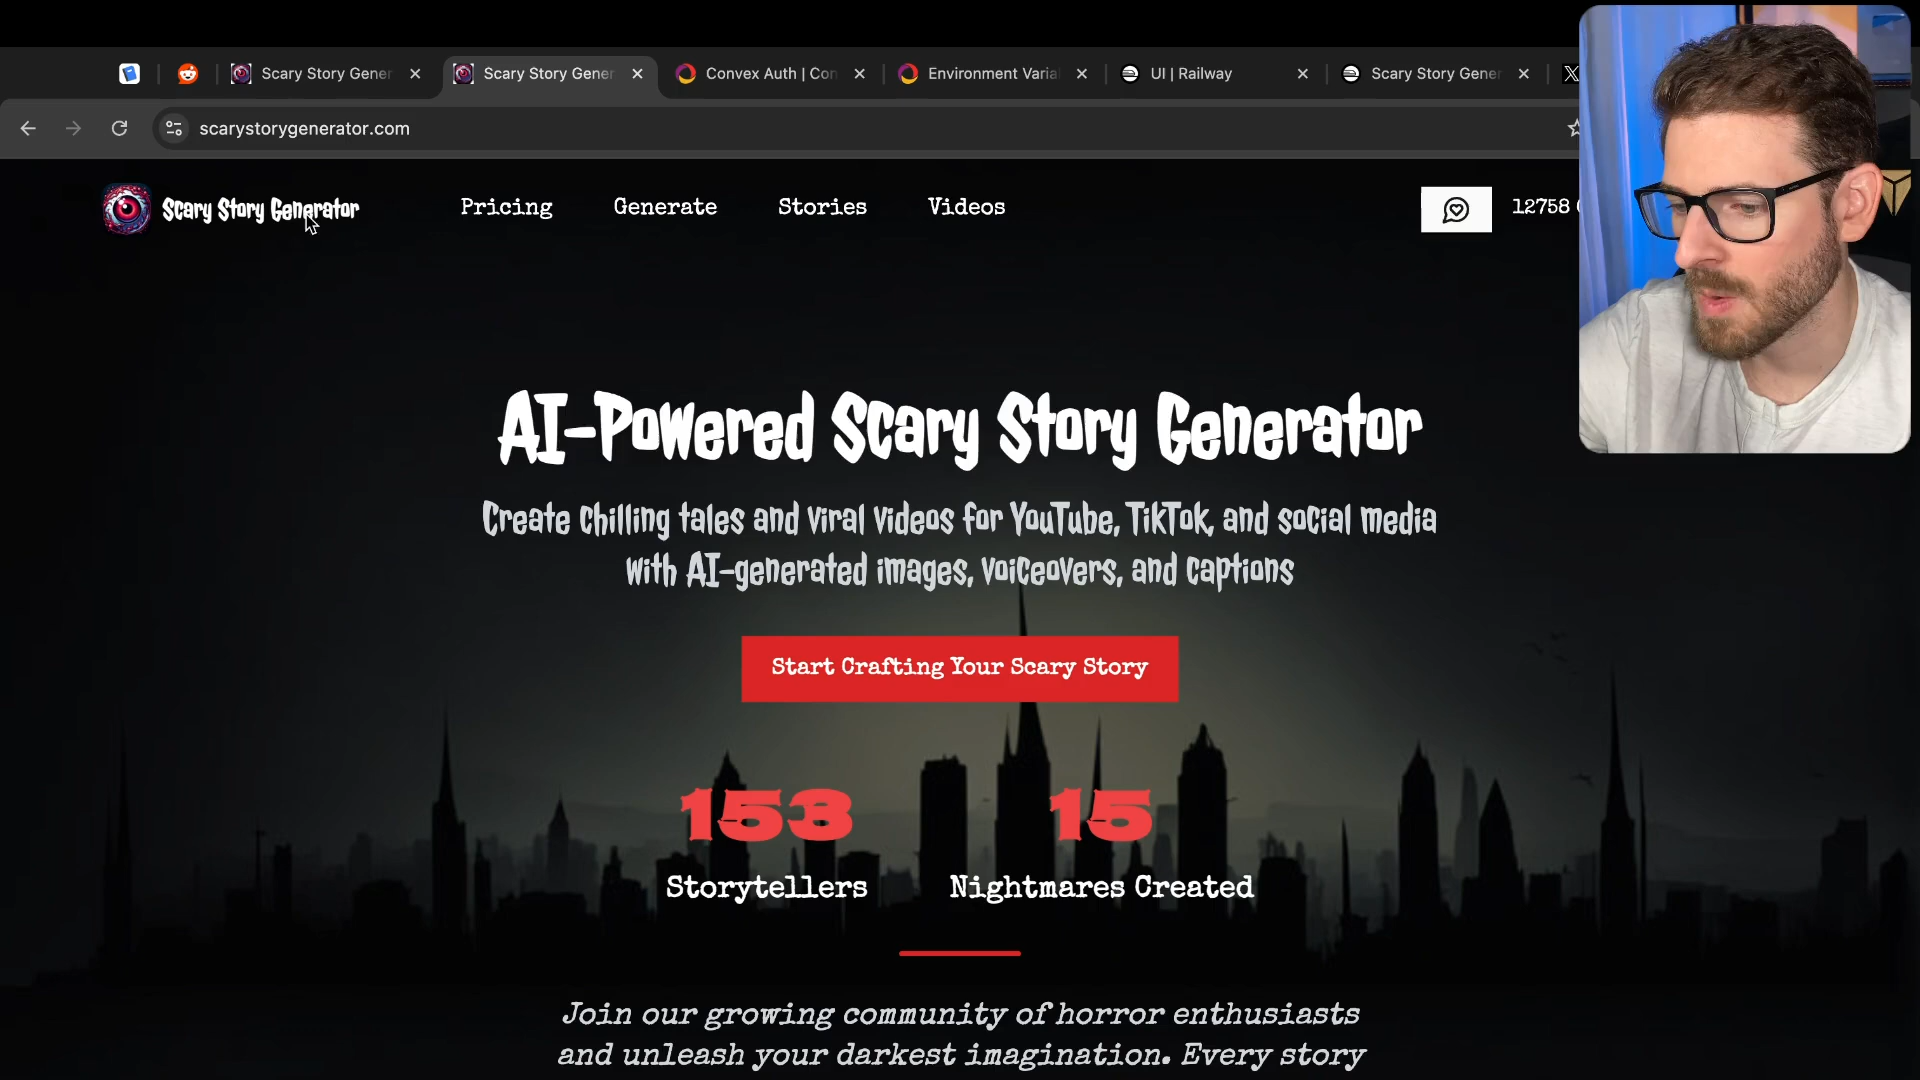 Scary Story Gener
Scary Story Gener
Convex Auth | Con
Environment Varia
UI | Railway
Scary Story Gener
scarystorygenerator.com
Scary Story Generator
Pricing
Generate
Stories
Videos
12758
AI-Powered Scary Story Generator
Create chilling tales and viral videos for YouTube, TikTok, and social media
with AI-generated images, voiceovers, and captions
Start Crafting Your Scary Story
153
15
Storytellers
Nightmares Created
Join our growing community of horror enthusiasts
and unleash your darkest imagination. Every story